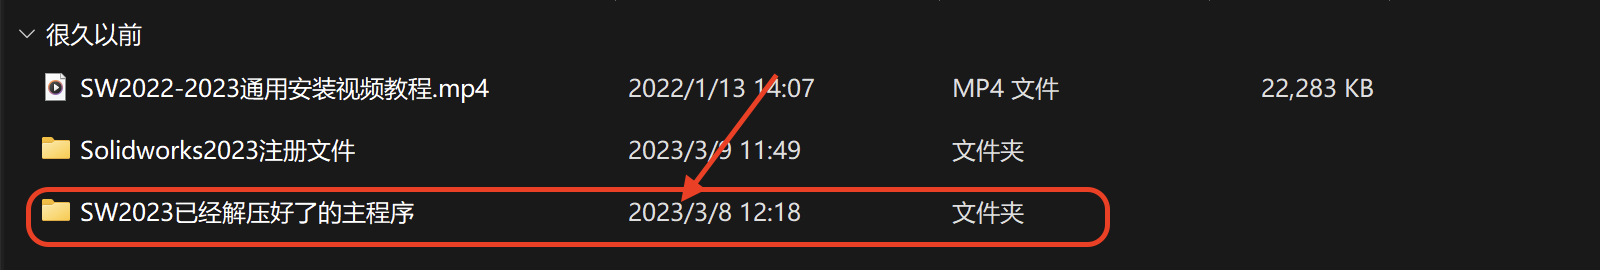 很久以前
SW2022-2023通用安装视频教程.mp4 2022/1/13 14:07 MP4 文件 22,283 KB
Solidworks2023注册文件 2023/3/9 11:49 文件夹
SW2023已经解压好了的主程序 2023/3/8 12:18 文件夹